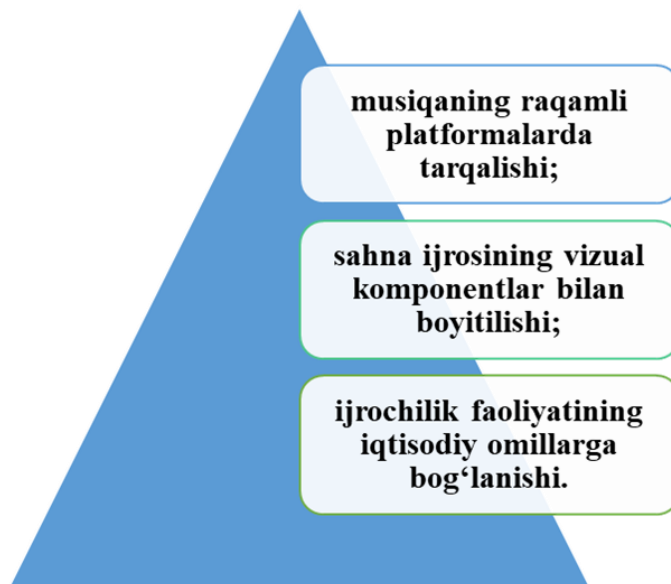 musiqaning raqamli
platformalarda
tarqalishi;
sahna ijrosining vizual
komponentlar bilan
boyitilishi;
ijrochilik faoliyatining
iqtisodiy omillarga
bog‘lanishi.